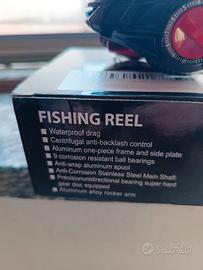 FISHING REEL
Waterproof drag
Centrifugal anti-backlash control
Aluminum one-piece frame and side plate
9 corrosion resistant ball bearings
Anti-wrap aluminum spool
Anti-Corrosion Stainless Steel Main Shaft
Precisionunidirectional bearing super hard
gear disc equipped
Aluminum alloy rocker arm
Subito.it